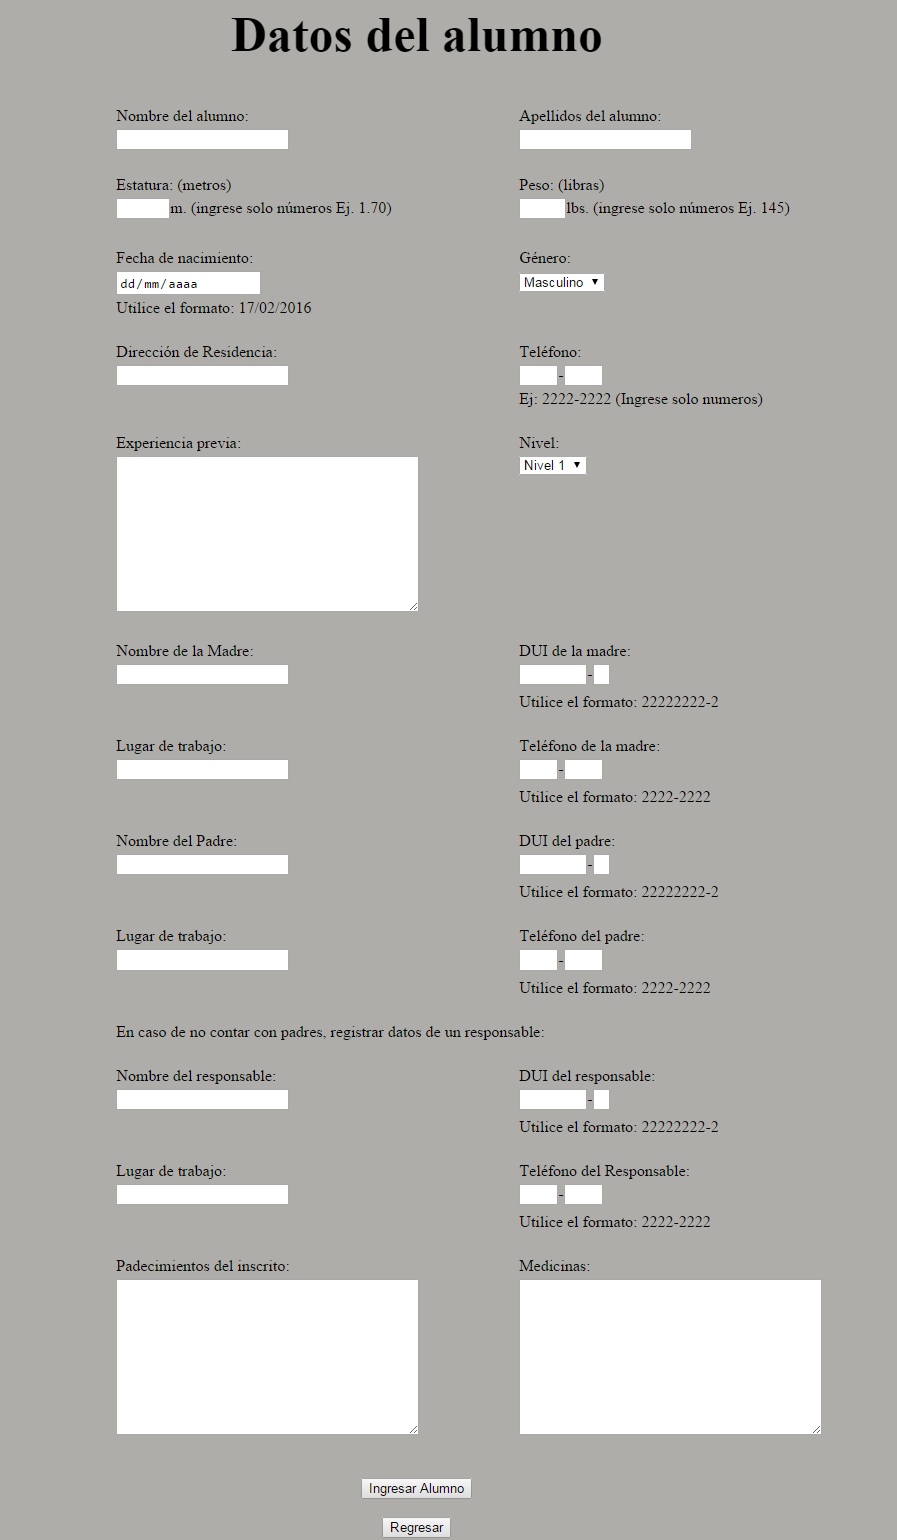 Datos del alumno
Nombre del alumno: Apellidos del alumno:
Estatura: (metros) Peso: (libras)
m. (ingrese solo números Ej. 1.70) lbs. (ingrese solo números Ej. 145)
Fecha de nacimiento: Género:
dd/mm/aaaa Masculino
Utilice el formato: 17/02/2016
Dirección de Residencia: Teléfono:
-
Ej: 2222-2222 (Ingrese solo numeros)
Experiencia previa: Nivel:
Nivel 1
Nombre de la Madre: DUI de la madre:
-
Utilice el formato: 22222222-2
Lugar de trabajo: Teléfono de la madre:
-
Utilice el formato: 2222-2222
Nombre del Padre: DUI del padre:
-
Utilice el formato: 22222222-2
Lugar de trabajo: Teléfono del padre:
-
Utilice el formato: 2222-2222
En caso de no contar con padres, registrar datos de un responsable:
Nombre del responsable: DUI del responsable:
-
Utilice el formato: 22222222-2
Lugar de trabajo: Teléfono del Responsable:
-
Utilice el formato: 2222-2222
Padecimientos del inscrito: Medicinas:
Ingresar Alumno
Regresar